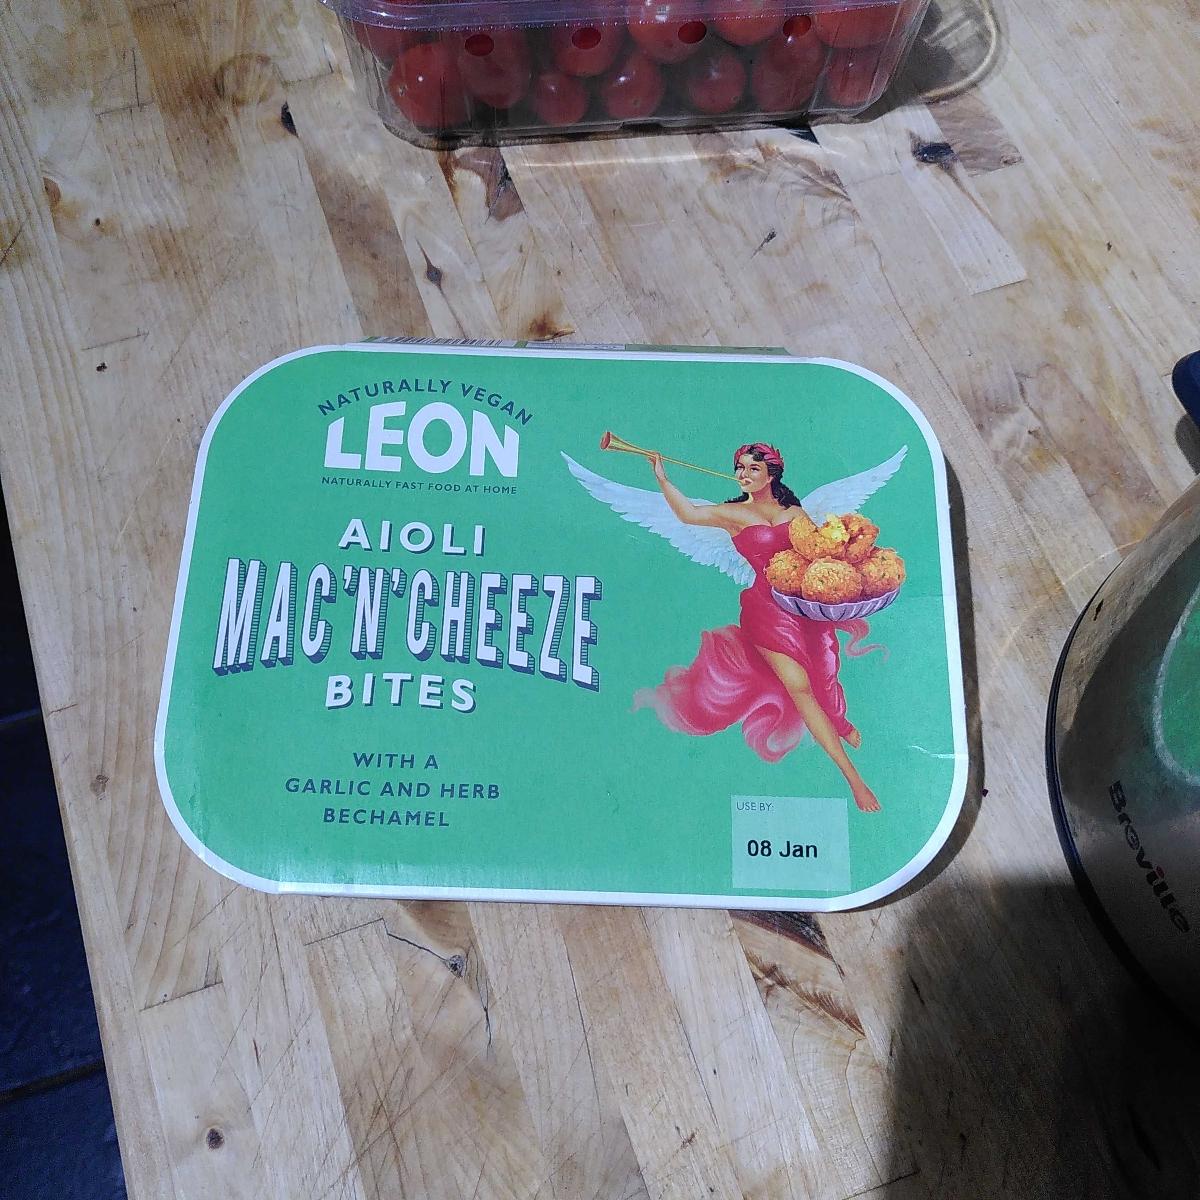 NATURALLY VEGAN
LEON
NATURALLY FAST FOOD AT HOME
AIOLI
MAC'N'CHEEZE
BITES
WITH A
GARLIC AND HERB
BECHAMEL
USE BY:
08 Jan
Breville